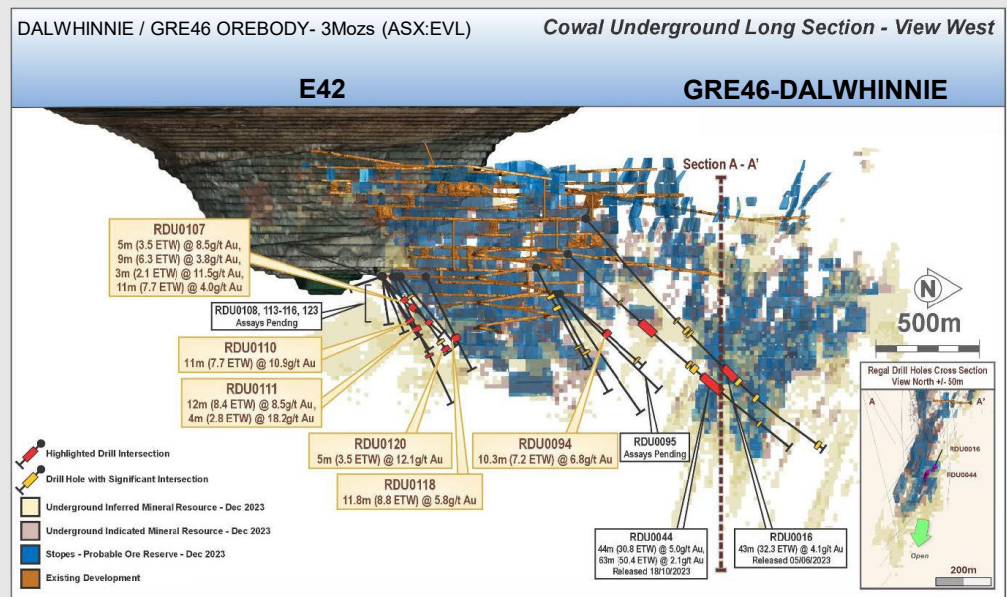 DALWHINNIE / GRE46 OREBODY- 3Mozs (ASX:EVL)
Cowal Underground Long Section - View West
E42
GRE46-DALWHINNIE
Section A - A'
RDU0107
5m (3.5 ETW) @ 8.5g/t Au,
9m (6.3 ETW) @ 3.8g/t Au,
3m (2.1 ETW) @ 11.5g/t Au,
11m (7.7 ETW) @ 4.0g/t Au
RDU0108, 113-116, 123
Assays Pending
RDU0110
11m (7.7 ETW) @ 10.9g/t Au
RDU0111
12m (8.4 ETW) @ 8.5g/t Au,
4m (2.8 ETW) @ 18.2g/t Au
RDU0120
5m (3.5 ETW) @ 12.1g/t Au
RDU0118
11.8m (8.8 ETW) @ 5.8g/t Au
RDU0094
10.3m (7.2 ETW) @ 6.8g/t Au
RDU0095
Assays Pending
RDU0044
44m (30.8 ETW) @ 5.0g/t Au,
63m (50.4 ETW) @ 2.1g/t Au
Released 18/10/2023
RDU0016
43m (32.3 ETW) @ 4.1g/t Au
Released 05/06/2023
N
500m
Regal Drill Holes Cross Section
View North +/- 50m
A
A'
RDU0016
RDU0044
Open
200m
Highlighted Drill Intersection
Drill Hole with Significant Intersection
Underground Inferred Mineral Resource - Dec 2023
Underground Indicated Mineral Resource - Dec 2023
Stopes - Probable Ore Reserve - Dec 2023
Existing Development